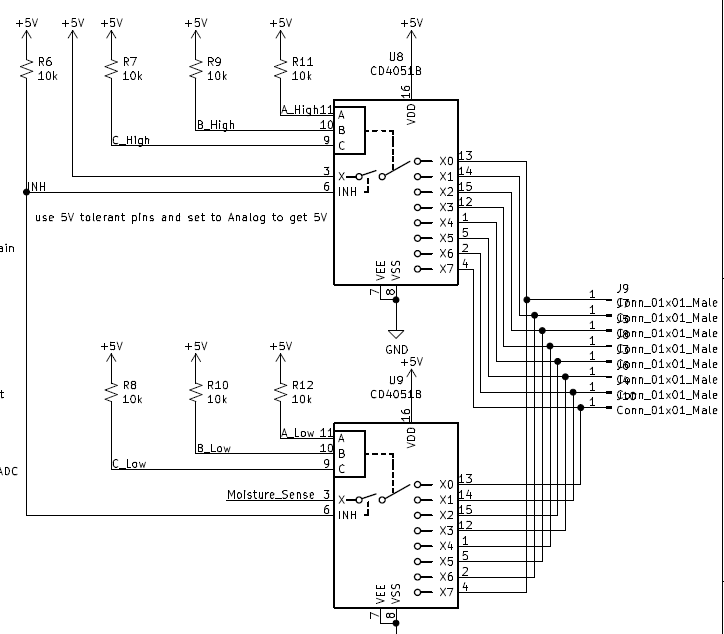 +5V +5V +5V +5V +5V +5V
R6 10k
R7 10k
R9 10k
R11 10k
U8
CD4051B
16
VDD
A_High 11 A
B_High 10 B
C_High 9 C
3 X
INH 6 INH
X0 13
X1 14
X2 15
X3 12
X4 1
X5 5
X6 2
X7 4
use 5V tolerant pins and set to Analog to get 5V
ain
VEE VSS
7 8
GND
J9
1 Conn_01x01_Male
1 Conn_01x01_Male
1 Conn_01x01_Male
1 Conn_01x01_Male
1 Conn_01x01_Male
1 Conn_01x01_Male
1 Conn_01x01_Male
1 Conn_01x01_Male
+5V +5V +5V +5V
R8 10k
R10 10k
R12 10k
U9
CD4051B
t
16
VDD
A_Low 11 A
B_Low 10 B
C_Low 9 C
ADC
Moisture_Sense 3 X
6 INH
X0 13
X1 14
X2 15
X3 12
X4 1
X5 5
X6 2
X7 4
VEE VSS
7 8